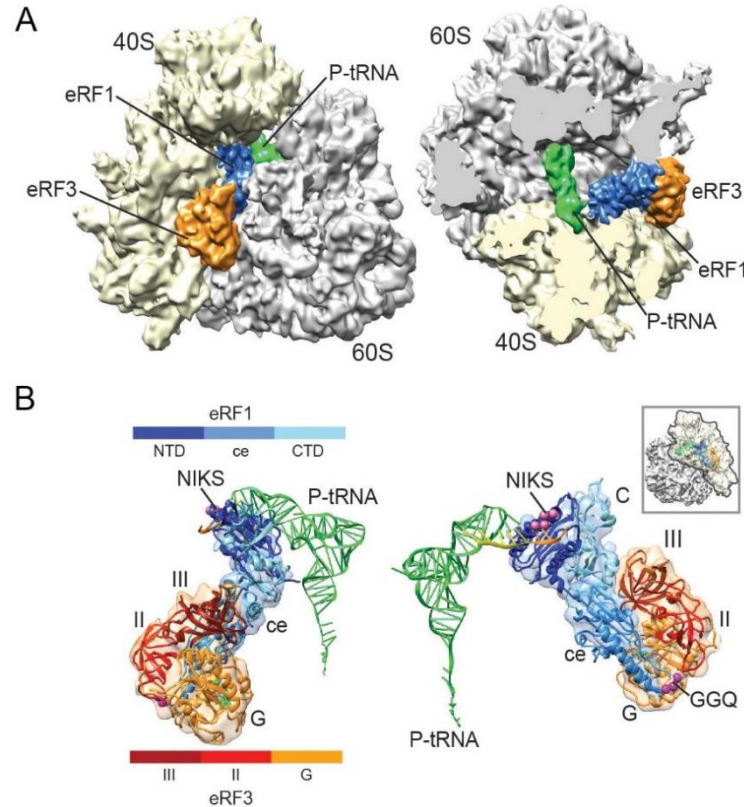 A
40S
P-tRNA
eRF1
eRF3
60S
60S
eRF3
eRF1
P-tRNA
40S
B
eRF1
NTD ce CTD
NIKS
P-tRNA
III
II
ce
G
III II G
eRF3
NIKS
C
III
II
ce
GGQ
G
P-tRNA